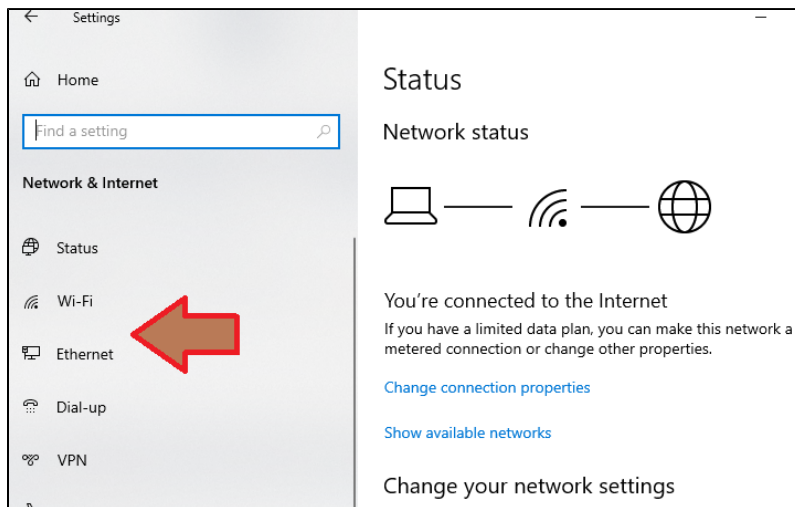 Settings
Home
Find a setting
Network & Internet
Status
Wi-Fi
Ethernet
Dial-up
VPN
Status
Network status
You're connected to the Internet
If you have a limited data plan, you can make this network a
metered connection or change other properties.
Change connection properties
Show available networks
Change your network settings